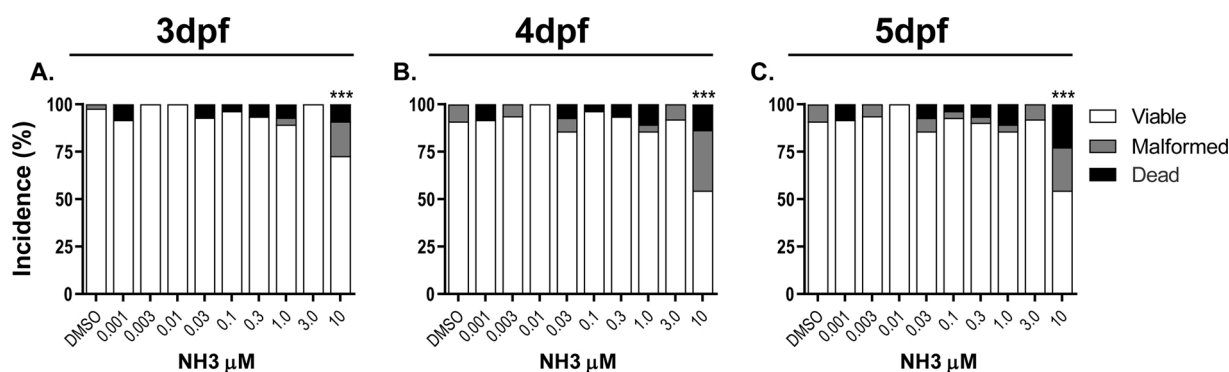 3dpf 4dpf 5dpf
A. B. C.
*** *** ***
100 100 100
75 75 75
50 50 50
25 25 25
0 0 0
Incidence (%)
Viable
Malformed
Dead
DMSO 0.001 0.003 0.01 0.03 0.1 0.3 1.0 3.0 10 DMSO 0.001 0.003 0.01 0.03 0.1 0.3 1.0 3.0 10 DMSO 0.001 0.003 0.01 0.03 0.1 0.3 1.0 3.0 10
NH3 μM NH3 μM NH3 μM